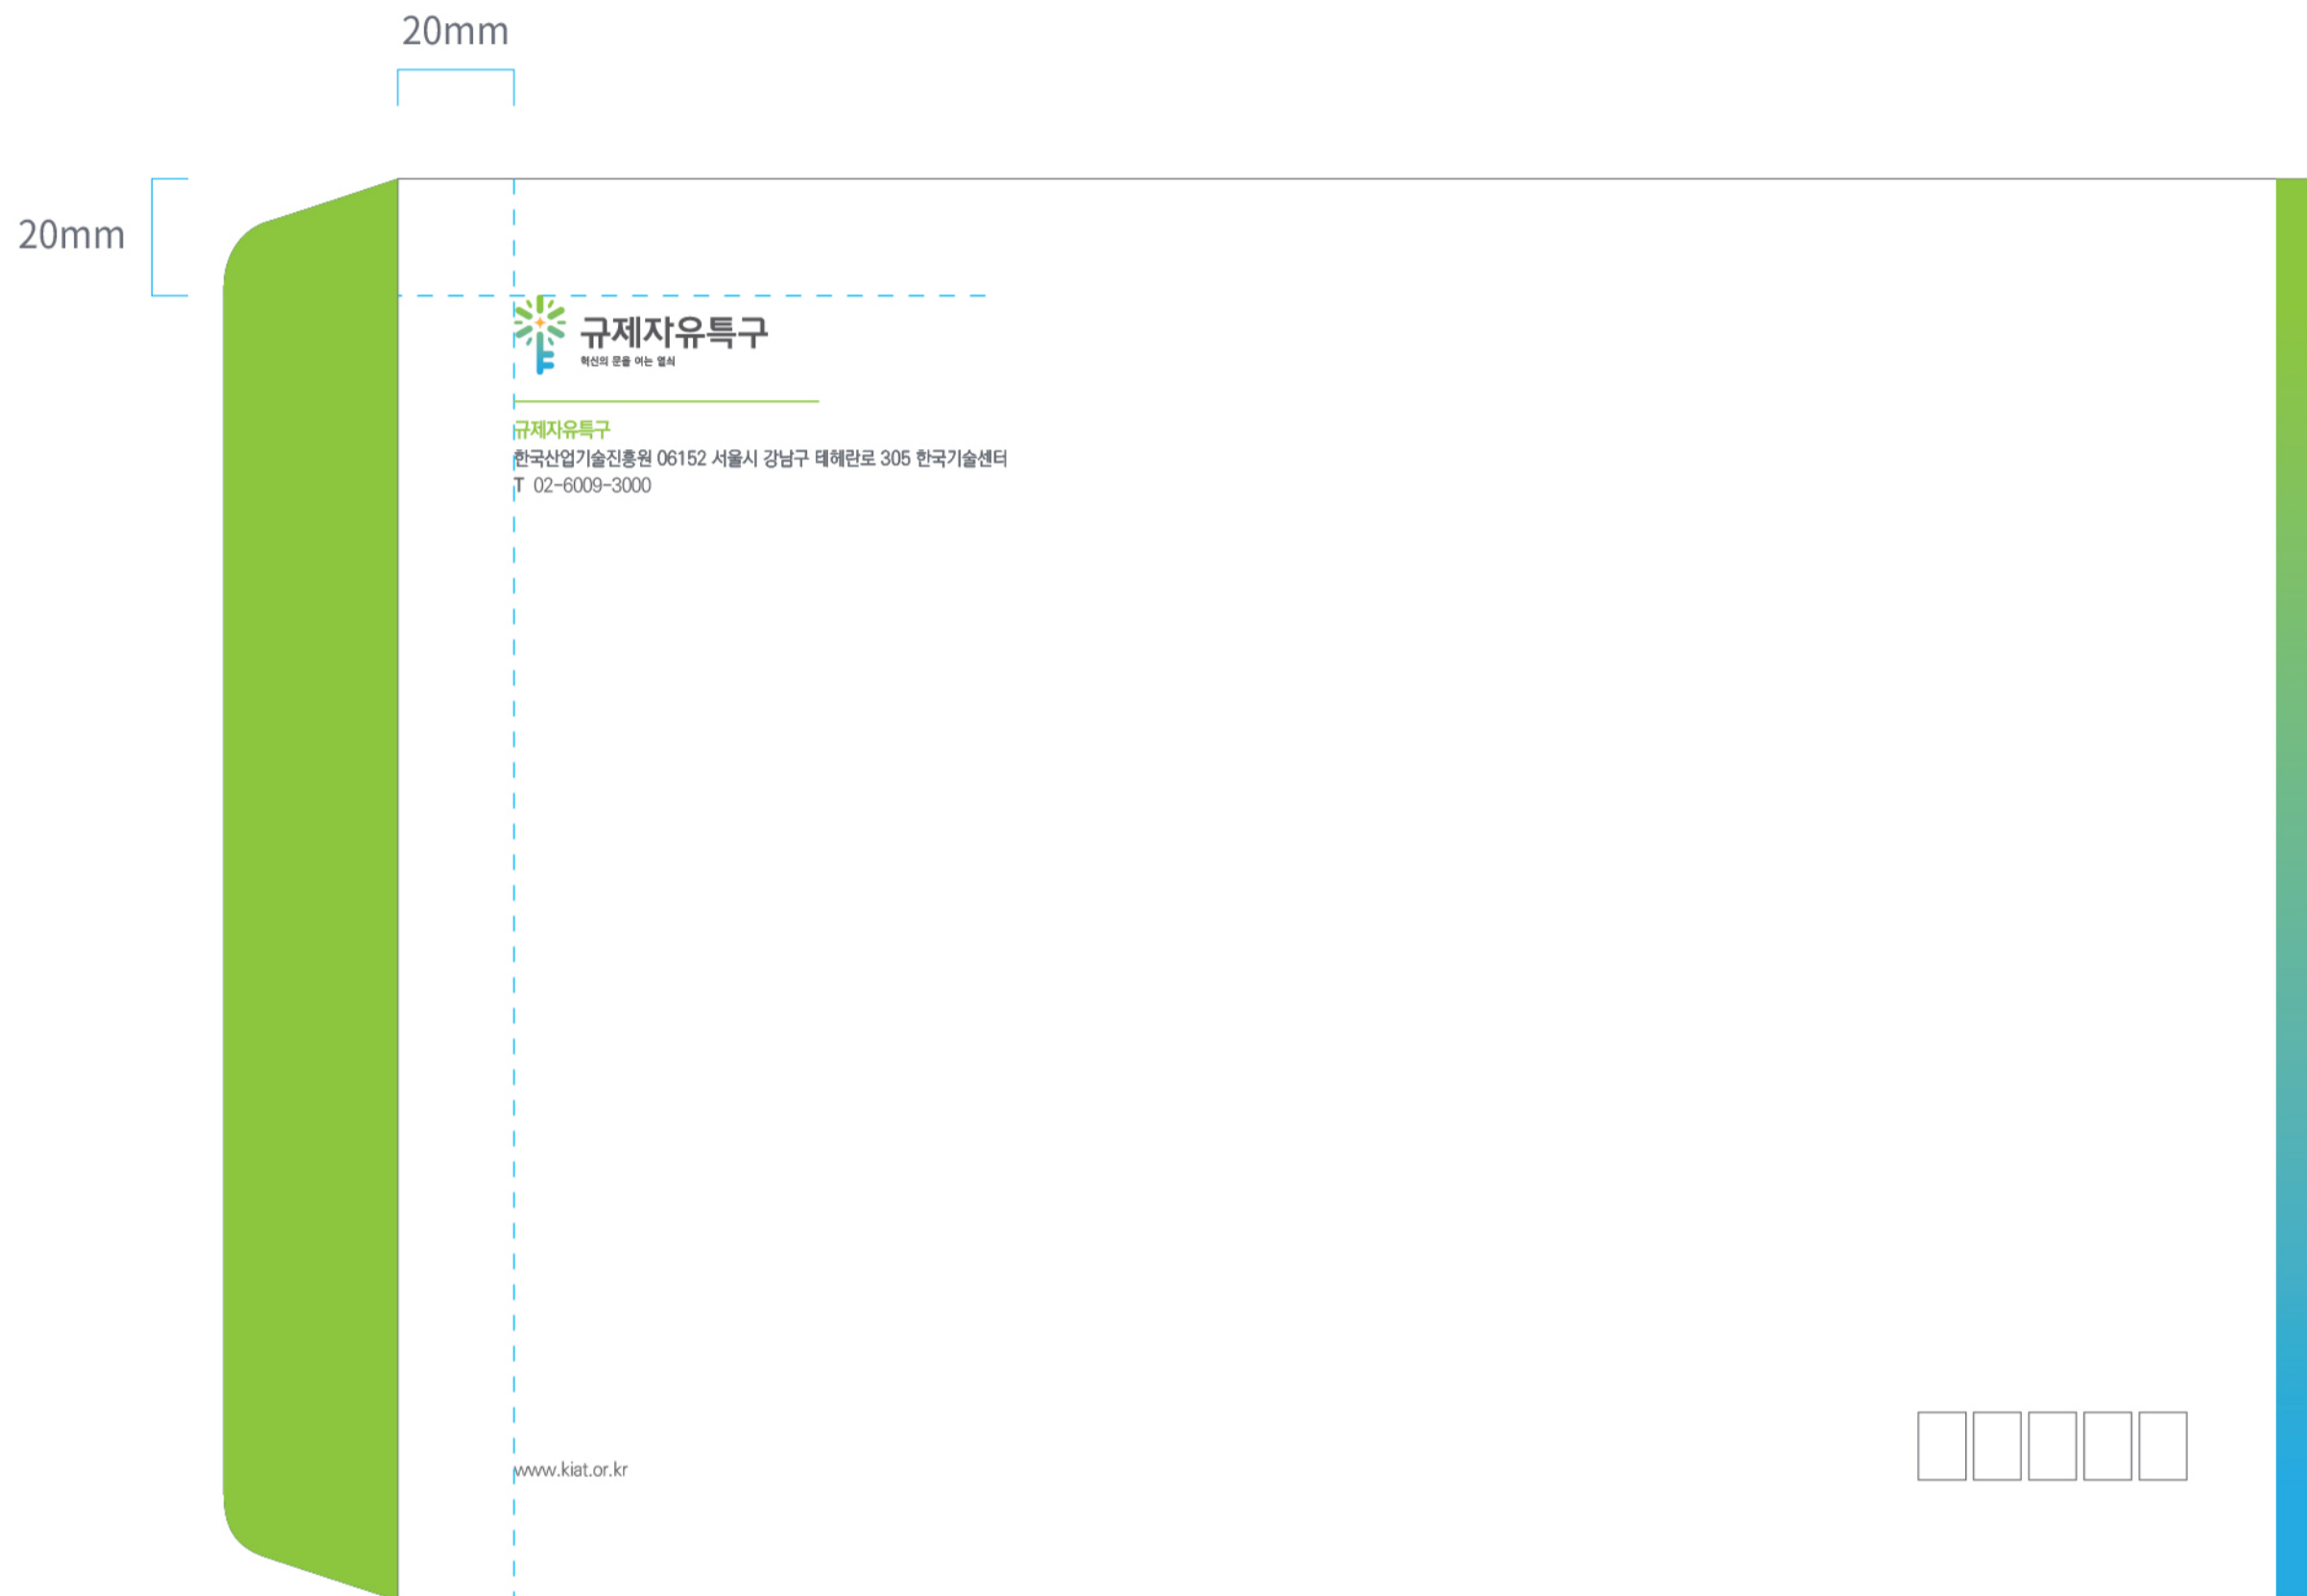 20mm
20mm
규제자유특구
혁신의 문을 여는 열쇠
규제자유특구
한국산업기술진흥원 06152 서울시 강남구 테헤란로 305 한국기술센터
T 02-6009-3000
www.kiat.or.kr